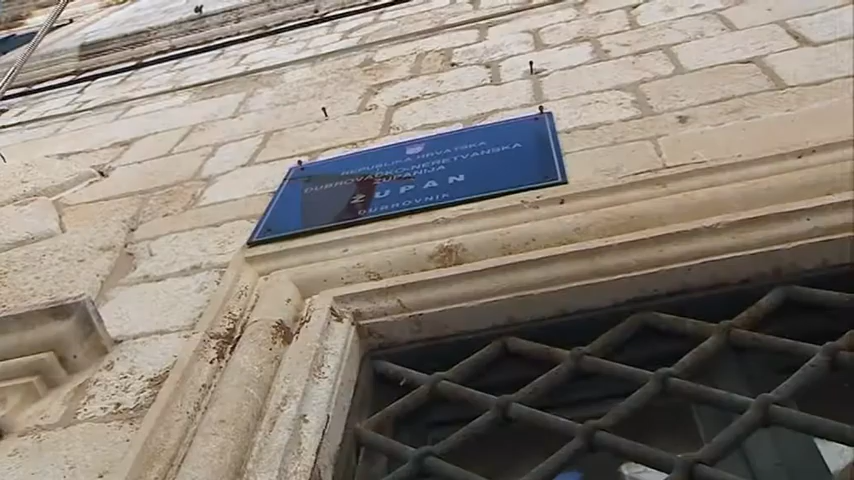 REPUBLIKA HRVATSKA
DUBROVAČKO-NERETVANSKA
ŽUPANIJA
ŽUPAN
DUBROVNIK